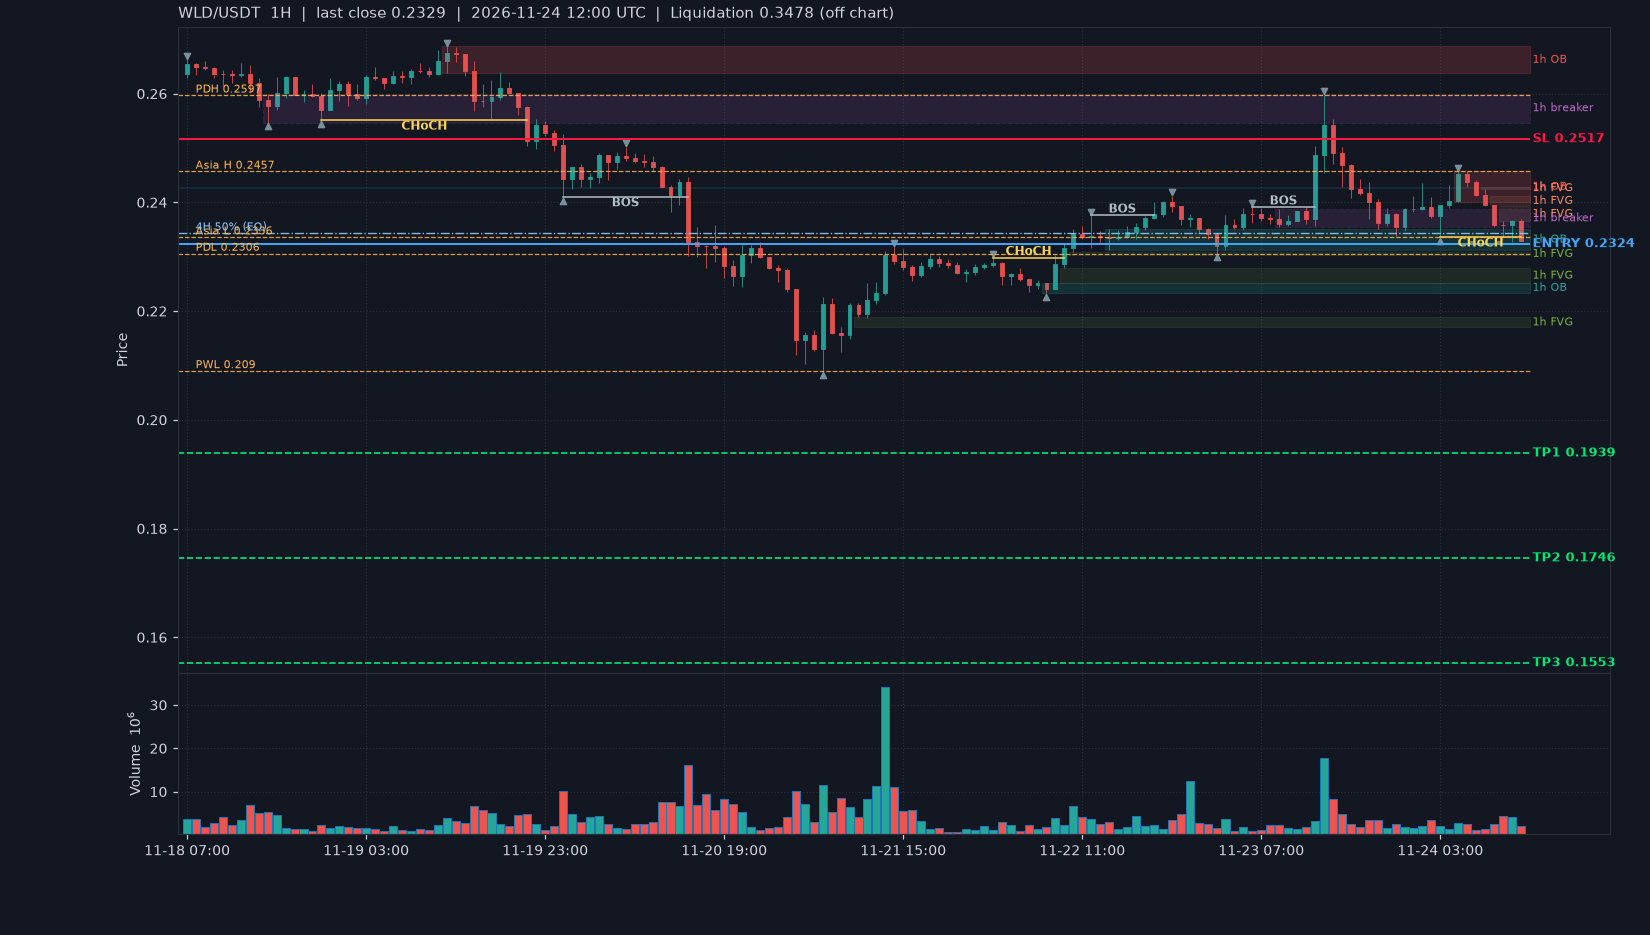 WLD/USDT 1H | last close 0.2329 | 2026-11-24 12:00 UTC | Liquidation 0.3478 (off chart)
1h OB
0.26
PDH 0.2597
1h breaker
CHoCH
SL 0.2517
Asia H 0.2457
1h FVG
BOS
1h FVG
0.24
BOS
BOS
1h FVG
1h breaker
4H 50% (EQ)
CHoCH
ENTRY 0.2324
PDL 0.2306
CHoCH
1h FVG
1h FVG
1h OB
0.22
1h FVG
Price
PWL 0.209
0.20
TP1 0.1939
0.18
TP2 0.1746
0.16
TP3 0.1553
Volume 10⁶
30
20
10
11-18 07:00
11-19 03:00
11-19 23:00
11-20 19:00
11-21 15:00
11-22 11:00
11-23 07:00
11-24 03:00